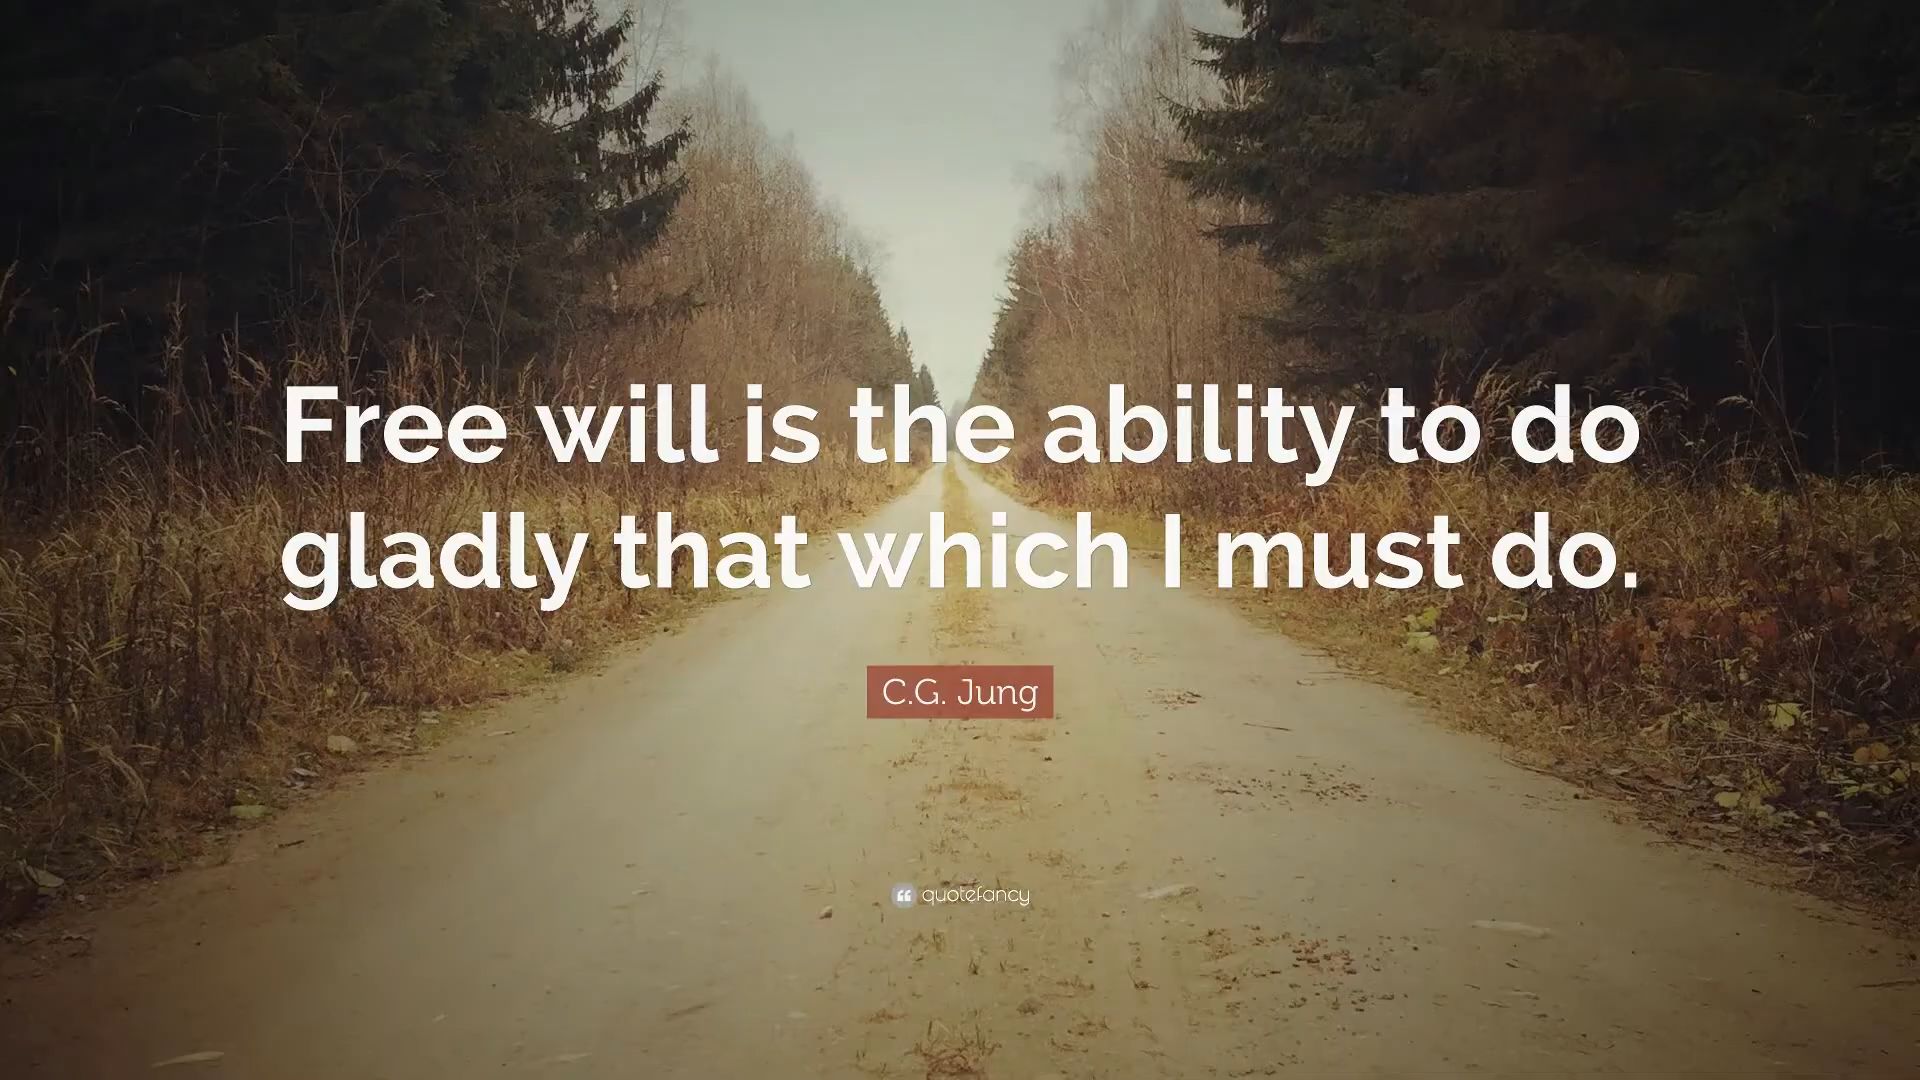 Free will is the ability to do
gladly that which I must do.
C.G. Jung
quotefancy